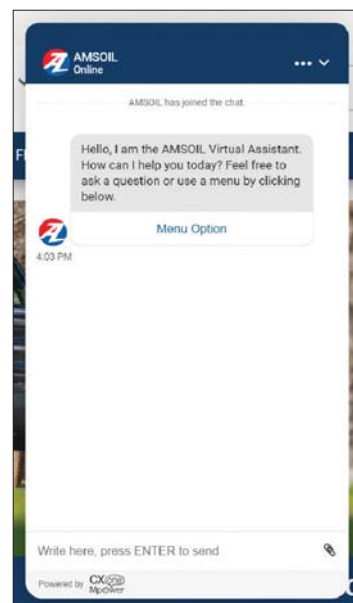 AMSOIL
Online
AMSOIL has joined the chat.
Hello, I am the AMSOIL Virtual Assistant.
How can I help you today? Feel free to
ask a question or use a menu by clicking
below.
Menu Option
4:03 PM
Write here, press ENTER to send
Powered by CXone
Mpower